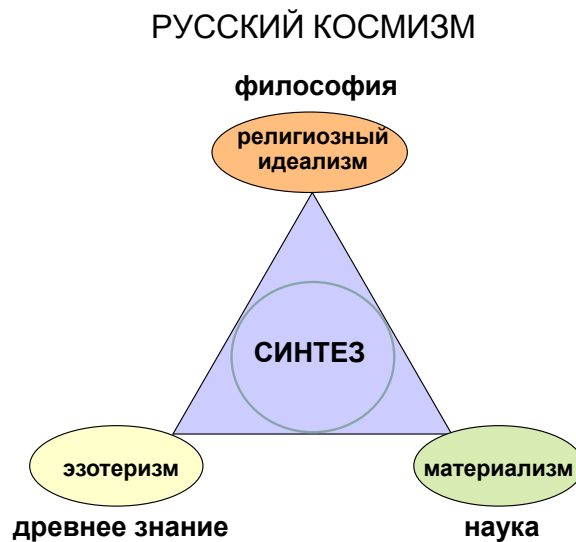 РУССКИЙ КОСМИЗМ
философия
религиозный
идеализм
СИНТЕЗ
эзотеризм
материализм
древнее знание
наука